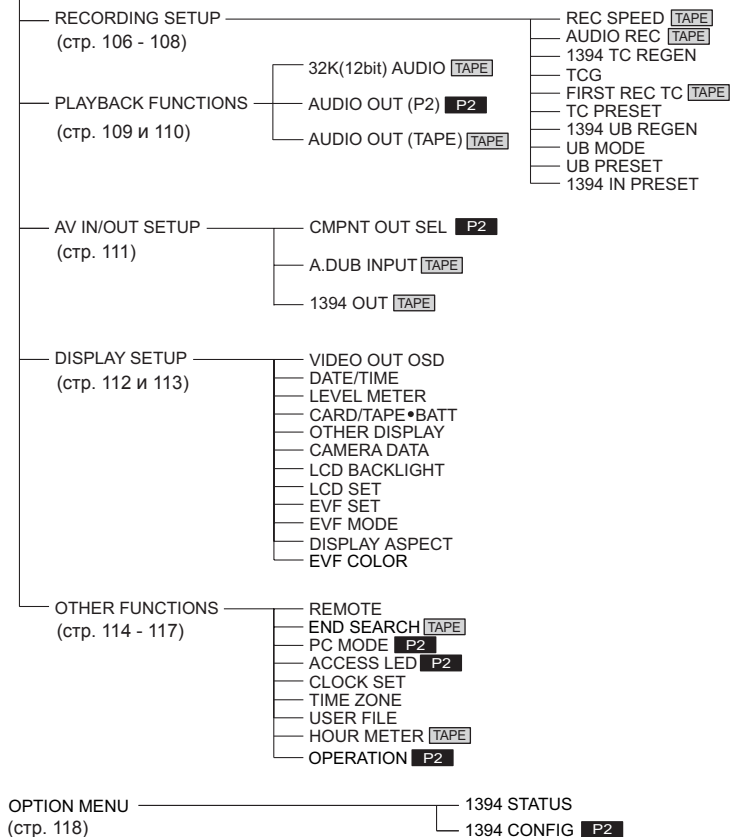 RECORDING SETUP
(стр. 106 - 108)
REC SPEED TAPE
AUDIO REC TAPE
1394 TC REGEN
TCG
FIRST REC TC TAPE
TC PRESET
1394 UB REGEN
UB MODE
UB PRESET
1394 IN PRESET
PLAYBACK FUNCTIONS
(стр. 109 и 110)
32K(12bit) AUDIO TAPE
AUDIO OUT (P2) P2
AUDIO OUT (TAPE) TAPE
AV IN/OUT SETUP
(стр. 111)
CMPNT OUT SEL P2
A.DUB INPUT TAPE
1394 OUT TAPE
DISPLAY SETUP
(стр. 112 и 113)
VIDEO OUT OSD
DATE/TIME
LEVEL METER
CARD/TAPE•BATT
OTHER DISPLAY
CAMERA DATA
LCD BACKLIGHT
LCD SET
EVF SET
EVF MODE
DISPLAY ASPECT
EVF COLOR
OTHER FUNCTIONS
(стр. 114 - 117)
REMOTE
END SEARCH TAPE
PC MODE P2
ACCESS LED P2
CLOCK SET
TIME ZONE
USER FILE
HOUR METER TAPE
OPERATION P2
OPTION MENU
(стр. 118)
1394 STATUS
1394 CONFIG P2